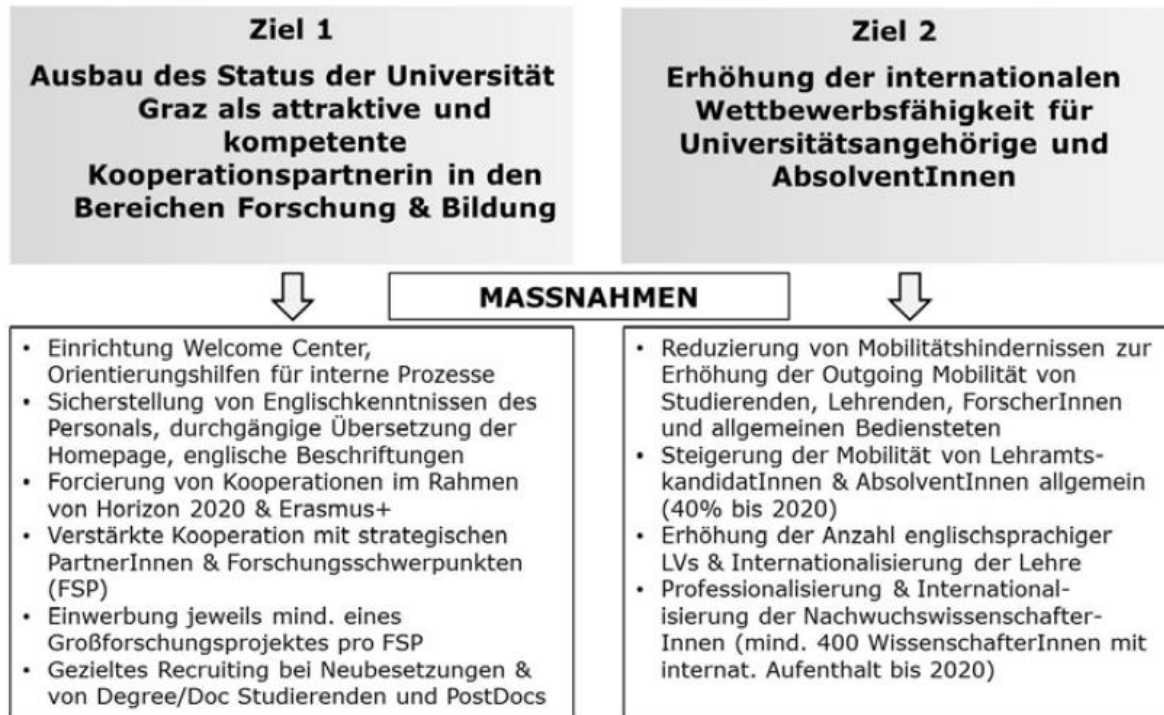 Ziel 1
Ausbau des Status der Universität
Graz als attraktive und
kompetente
Kooperationspartnerin in den
Bereichen Forschung & Bildung
Ziel 2
Erhöhung der internationalen
Wettbewerbsfähigkeit für
Universitätsangehörige und
AbsolventInnen
MASSNAHMEN
• Einrichtung Welcome Center,
Orientierungshilfen für interne Prozesse
• Sicherstellung von Englischkenntnissen des
Personals, durchgängige Übersetzung der
Homepage, englische Beschriftungen
• Forcierung von Kooperationen im Rahmen
von Horizon 2020 & Erasmus+
• Verstärkte Kooperation mit strategischen
PartnerInnen & Forschungsschwerpunkten
(FSP)
• Einwerbung jeweils mind. eines
Großforschungsprojektes pro FSP
• Gezieltes Recruiting bei Neubesetzungen &
von Degree/Doc Studierenden und PostDocs
• Reduzierung von Mobilitätshindernissen zur
Erhöhung der Outgoing Mobilität von
Studierenden, Lehrenden, ForscherInnen
und allgemeinen Bediensteten
• Steigerung der Mobilität von Lehramts-
kandidatInnen & AbsolventInnen allgemein
(40% bis 2020)
• Erhöhung der Anzahl englischsprachiger
LVs & Internationalisierung der Lehre
• Professionalisierung & International-
isierung der Nachwuchswissenschafter-
Innen (mind. 400 WissenschafterInnen mit
internat. Aufenthalt bis 2020)